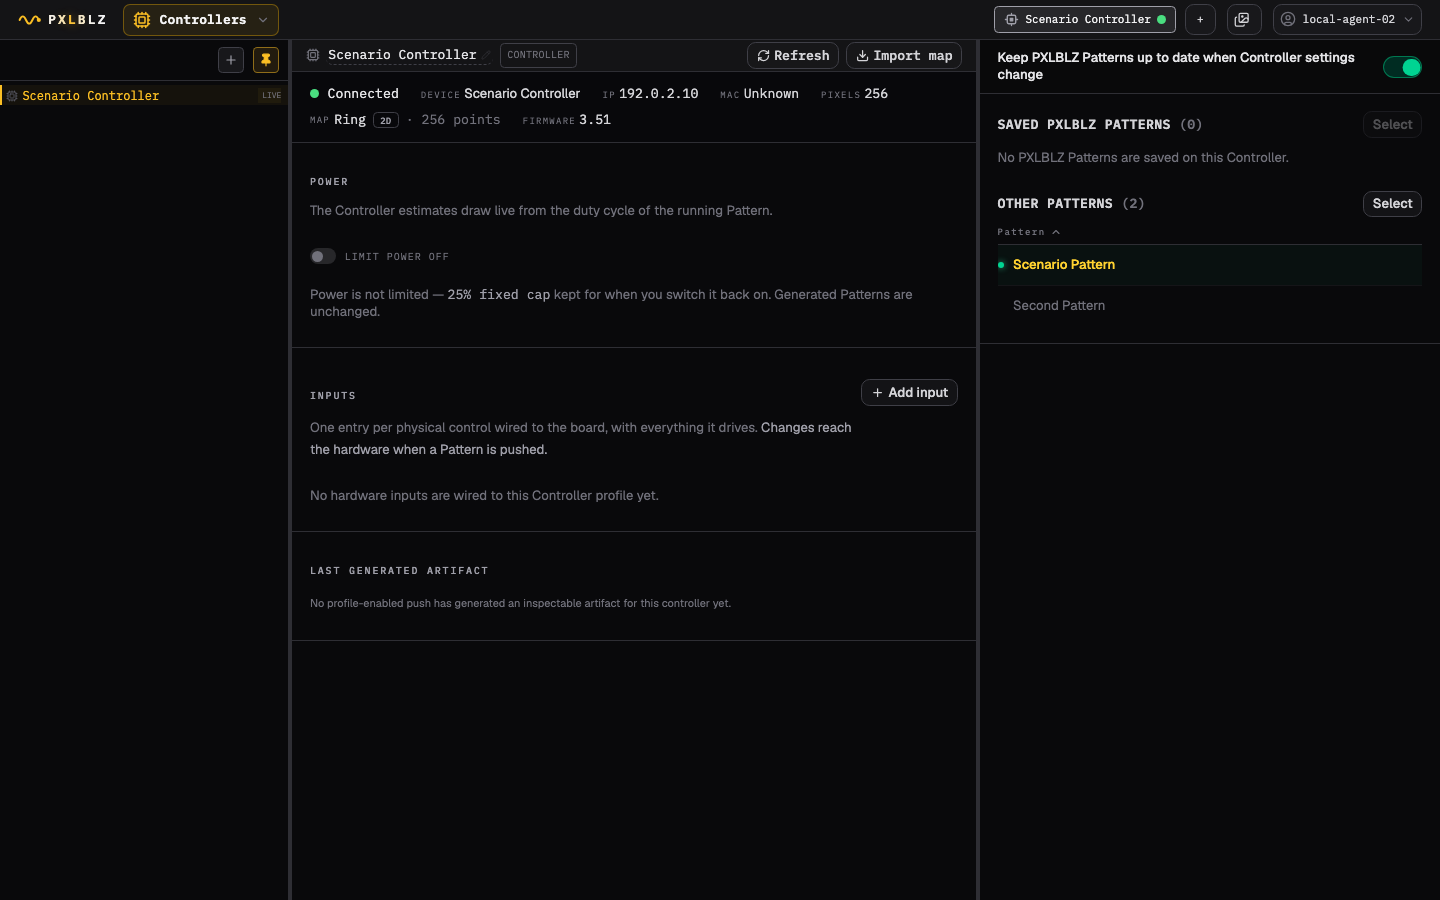 PXLBLZ
Controllers
Scenario Controller
+
local-agent-02
Scenario Controller
LIVE
Scenario Controller
CONTROLLER
Refresh
Import map
Connected
DEVICE Scenario Controller
IP 192.0.2.10
MAC Unknown
PIXELS 256
MAP Ring 2D · 256 points
FIRMWARE 3.51
POWER
The Controller estimates draw live from the duty cycle of the running Pattern.
LIMIT POWER OFF
Power is not limited — 25% fixed cap kept for when you switch it back on. Generated Patterns are
unchanged.
INPUTS
+ Add input
One entry per physical control wired to the board, with everything it drives. Changes reach
the hardware when a Pattern is pushed.
No hardware inputs are wired to this Controller profile yet.
LAST GENERATED ARTIFACT
No profile-enabled push has generated an inspectable artifact for this controller yet.
Keep PXLBLZ Patterns up to date when Controller settings
change
SAVED PXLBLZ PATTERNS (0)
Select
No PXLBLZ Patterns are saved on this Controller.
OTHER PATTERNS (2)
Select
Pattern
Scenario Pattern
Second Pattern